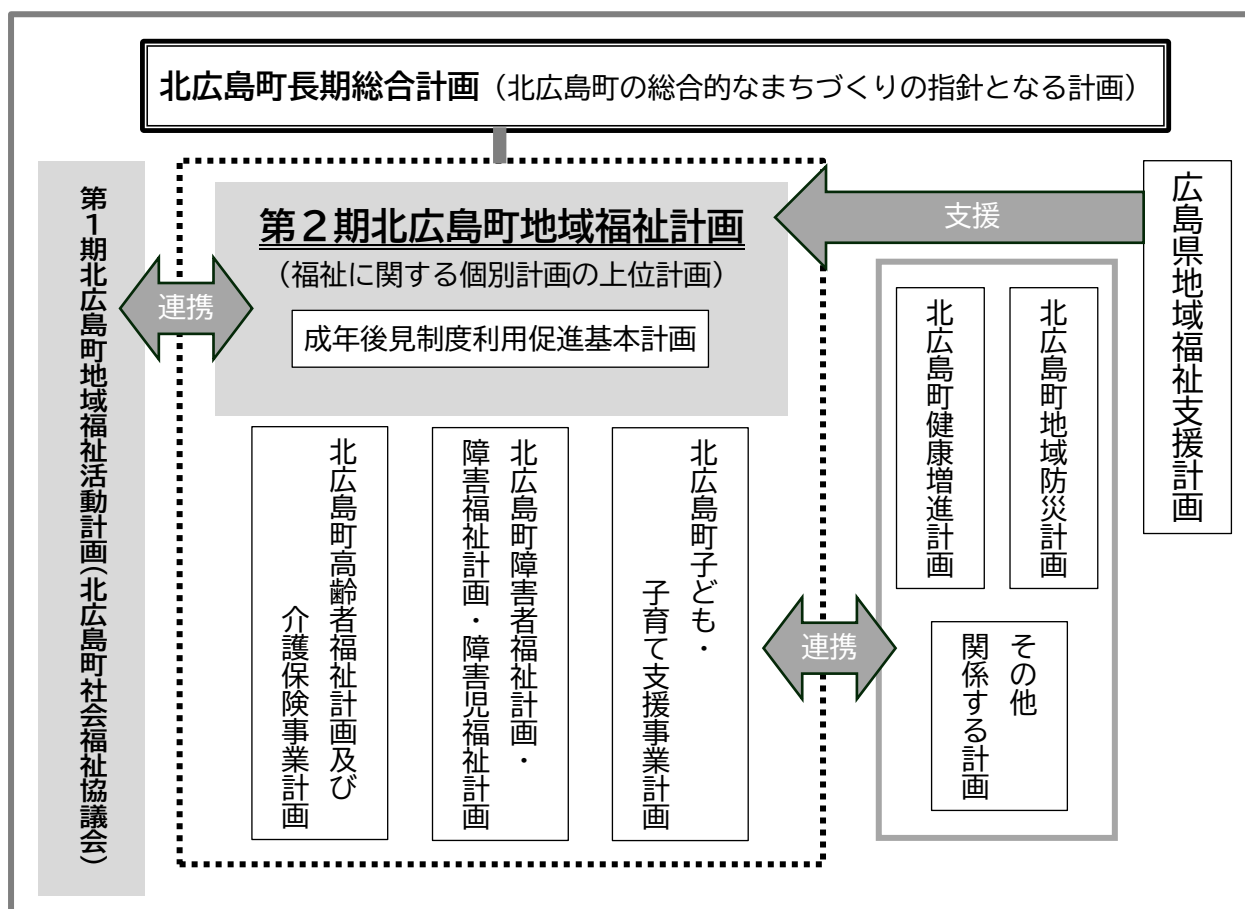 北広島町長期総合計画（北広島町の総合的なまちづくりの指針となる計画）
第１期北広島町地域福祉活動計画（北広島町社会福祉協議会）
連携
第２期北広島町地域福祉計画
（福祉に関する個別計画の上位計画）
成年後見制度利用促進基本計画
支援
広島県地域福祉支援計画
北広島町高齢者福祉計画及び
介護保険事業計画
北広島町障害者福祉計画・
障害福祉計画・障害児福祉計画
北広島町子ども・
子育て支援事業計画
連携
北広島町健康増進計画
北広島町地域防災計画
その他
関係する計画